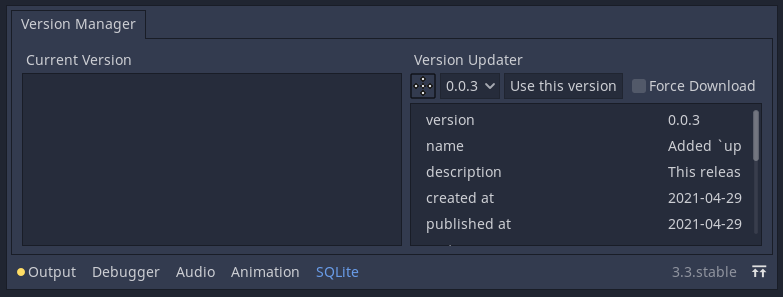 Version Manager
Current Version
Version Updater
0.0.3 Use this version Force Download
version 0.0.3
name Added `up
description This releas
created at 2021-04-29
published at 2021-04-29
Output Debugger Audio Animation SQLite 3.3.stable